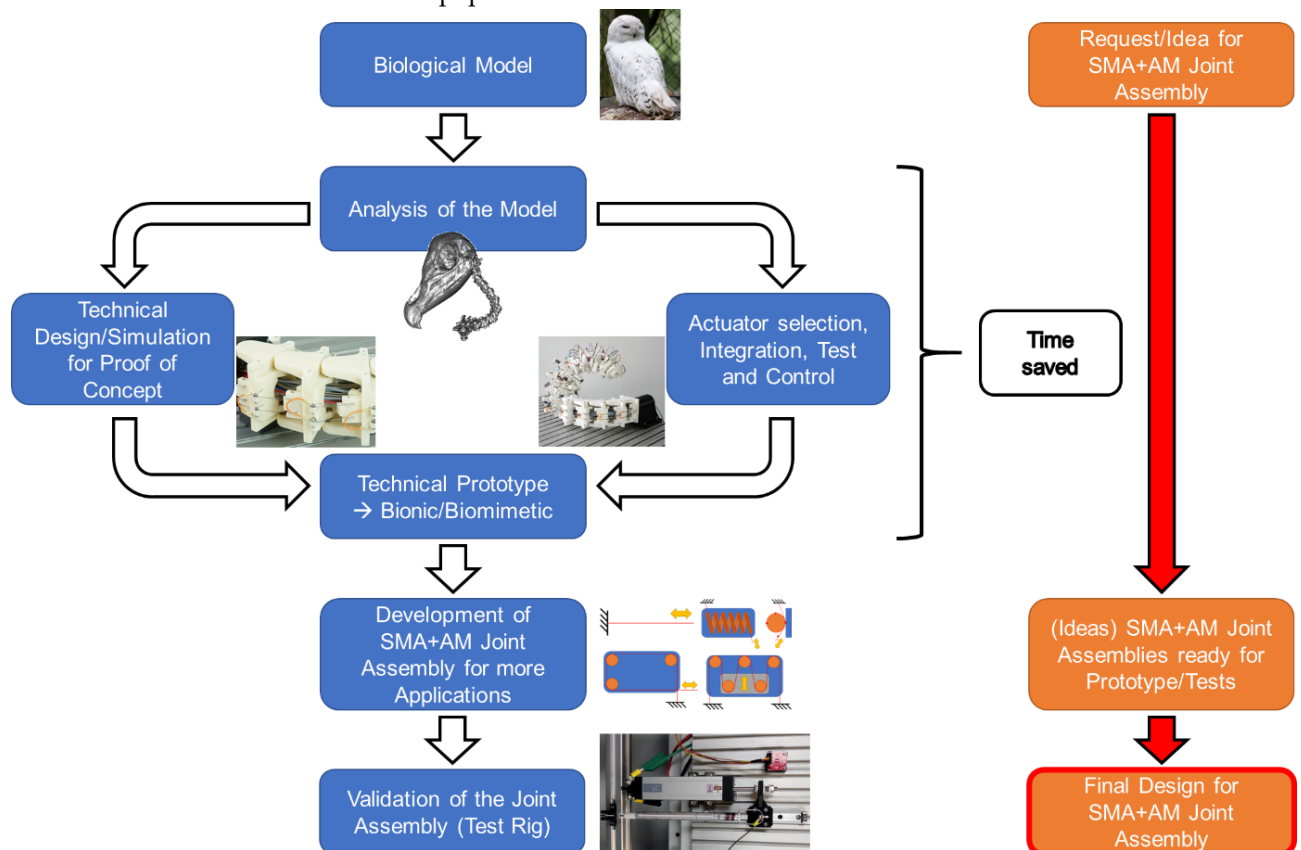 Biological Model
Request/Idea for
SMA+AM Joint
Assembly
Analysis of the Model
Technical
Design/Simulation
for Proof of
Concept
Actuator selection,
Integration, Test
and Control
Time
saved
Technical Prototype
→ Bionic/Biomimetic
Development of
SMA+AM Joint
Assembly for more
Applications
(Ideas) SMA+AM Joint
Assemblies ready for
Prototype/Tests
Validation of the Joint
Assembly (Test Rig)
Final Design for
SMA+AM Joint
Assembly